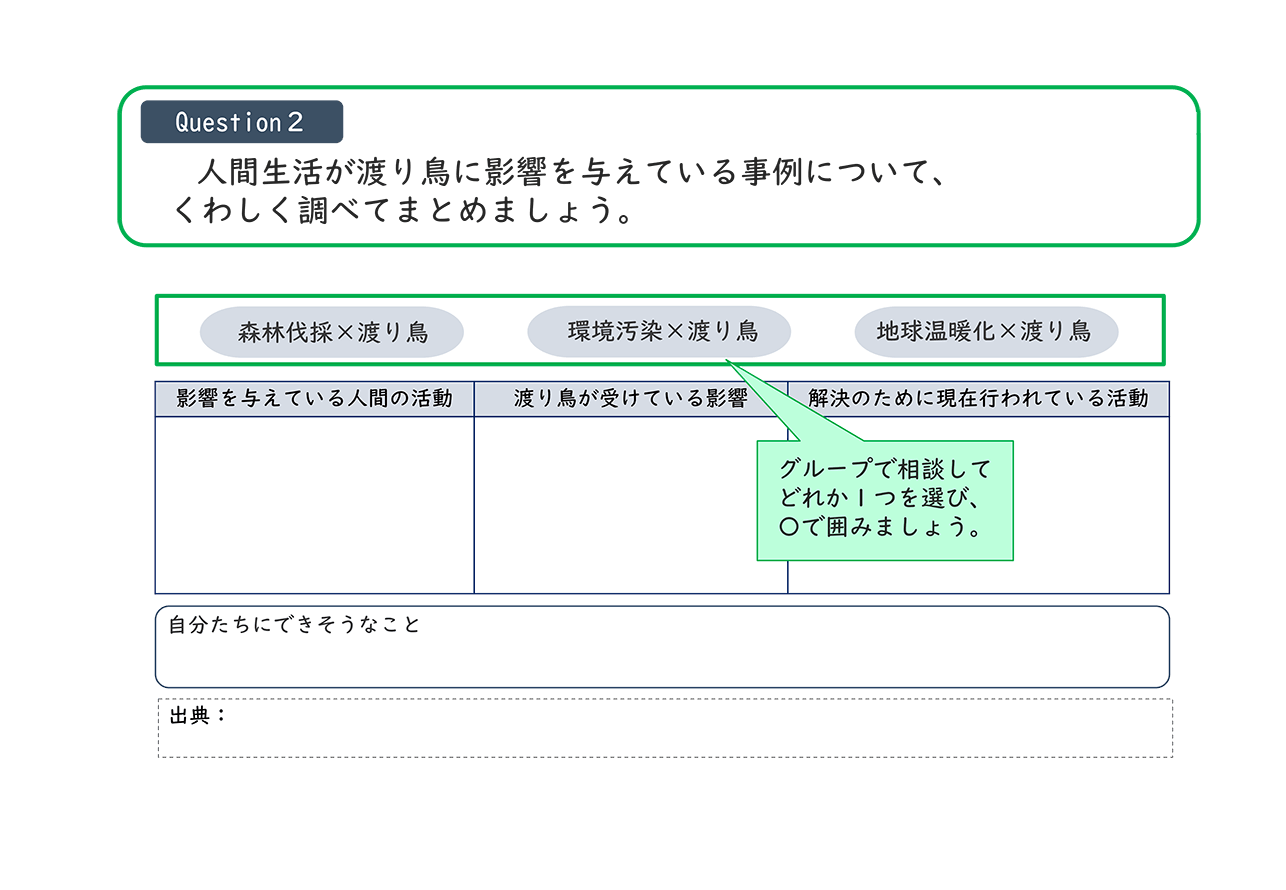 Question２
人間生活が渡り鳥に影響を与えている事例について、
くわしく調べてまとめましょう。
森林伐採×渡り鳥
環境汚染×渡り鳥
地球温暖化×渡り鳥
影響を与えている人間の活動
渡り鳥が受けている影響
解決のために現在行われている活動
グループで相談して
どれか１つを選び、
〇で囲みましょう。
自分たちにできそうなこと
出典：